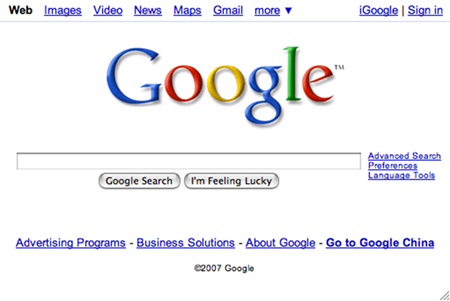 Web Images Video News Maps Gmail more ▼ iGoogle | Sign in
Google™
Advanced Search
Preferences
Language Tools
Google Search I'm Feeling Lucky
Advertising Programs - Business Solutions - About Google - Go to Google China
©2007 Google